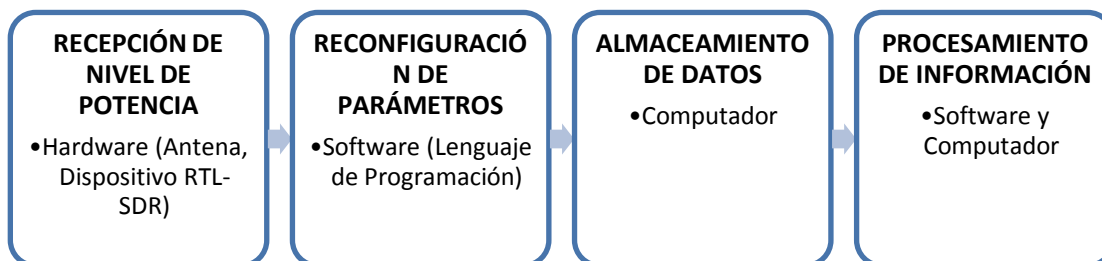 RECEPCIÓN DE
NIVEL DE
POTENCIA
•Hardware (Antena,
Dispositivo RTL-
SDR)
RECONFIGURACIÓ
N DE
PARÁMETROS
•Software (Lenguaje
de Programación)
ALMACEAMIENTO
DE DATOS
•Computador
PROCESAMIENTO
DE INFORMACIÓN
•Software y
Computador